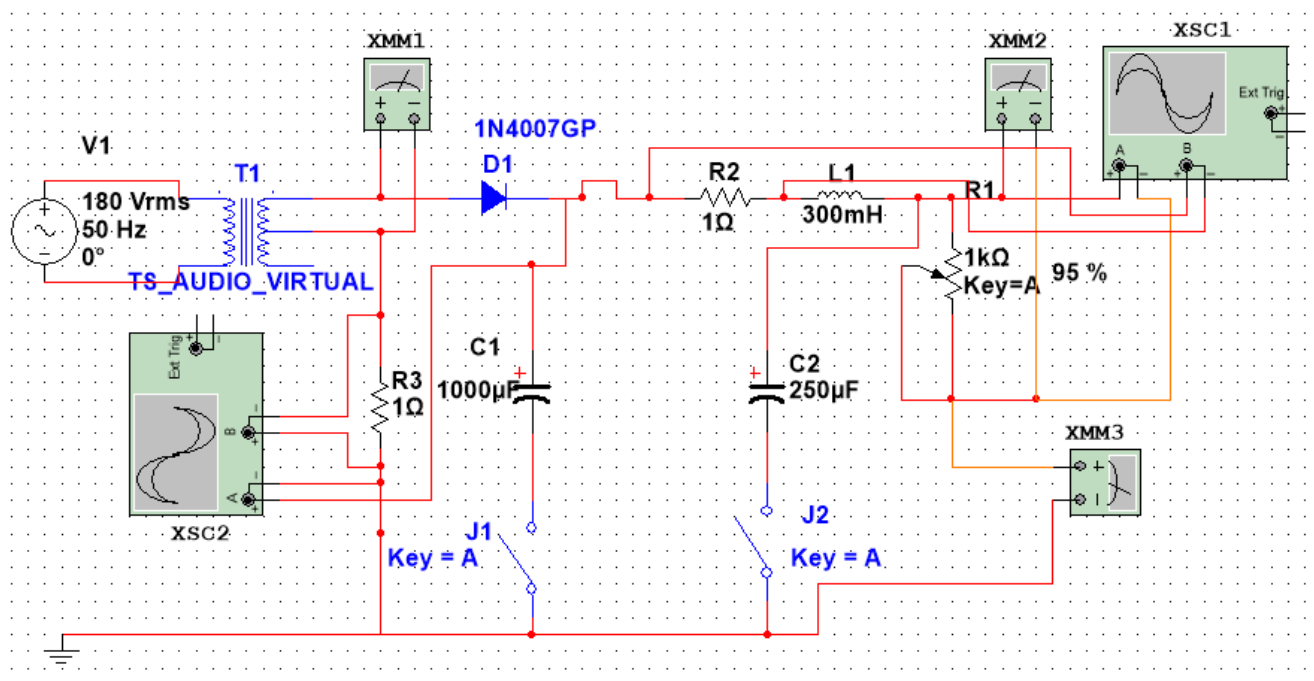 XMM1
XMM2
XSC1
Ext Trig
+
−
A
B
V1
180 Vrms
50 Hz
0°
T1
TS_AUDIO_VIRTUAL
1N4007GP
D1
R2
1Ω
L1
300mH
R1
1kΩ
Key=A
95 %
Ext Trig
B
A
XSC2
R3
1Ω
C1
1000µF
C2
250µF
XMM3
J1
Key = A
J2
Key = A